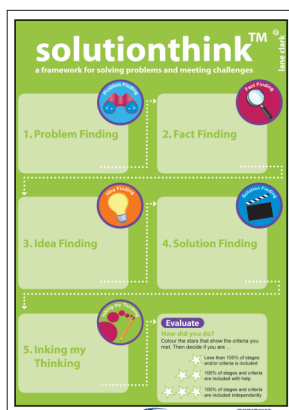 solutionthink™ ©
lane clark
a framework for solving problems and meeting challenges
Problem Finding
1. Problem Finding
Fact Finding
2. Fact Finding
Idea Finding
3. Idea Finding
Solution Finding
4. Solution Finding
Inking my Thinking
5. Inking my
Thinking
Evaluate
How did you do?
Colour the stars that show the criteria you
met. Then decide if you are ...
Less than 100% of stages
and/or criteria is included
100% of stages and criteria
are included with help
100% of stages and criteria
are included independently